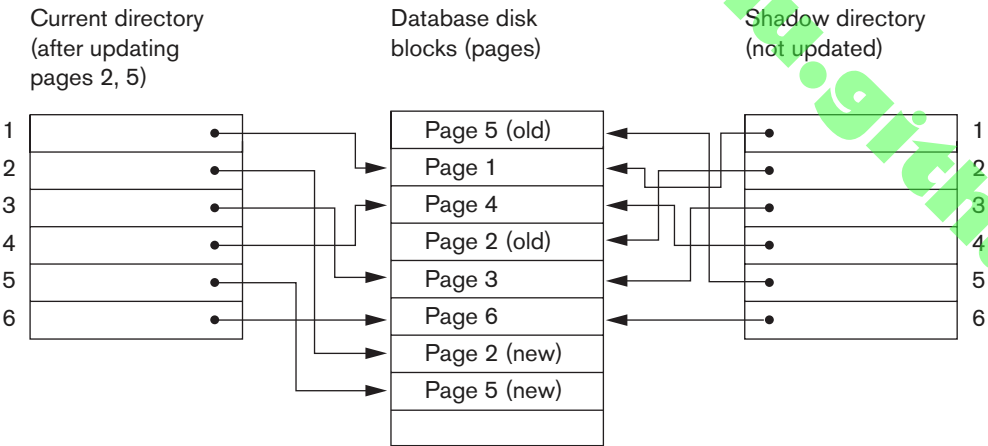 Current directory
(after updating
pages 2, 5)
Database disk
blocks (pages)
Shadow directory
(not updated)
1
2
3
4
5
6
Page 5 (old)
Page 1
Page 4
Page 2 (old)
Page 3
Page 6
Page 2 (new)
Page 5 (new)
1
2
3
4
5
6
u.gith